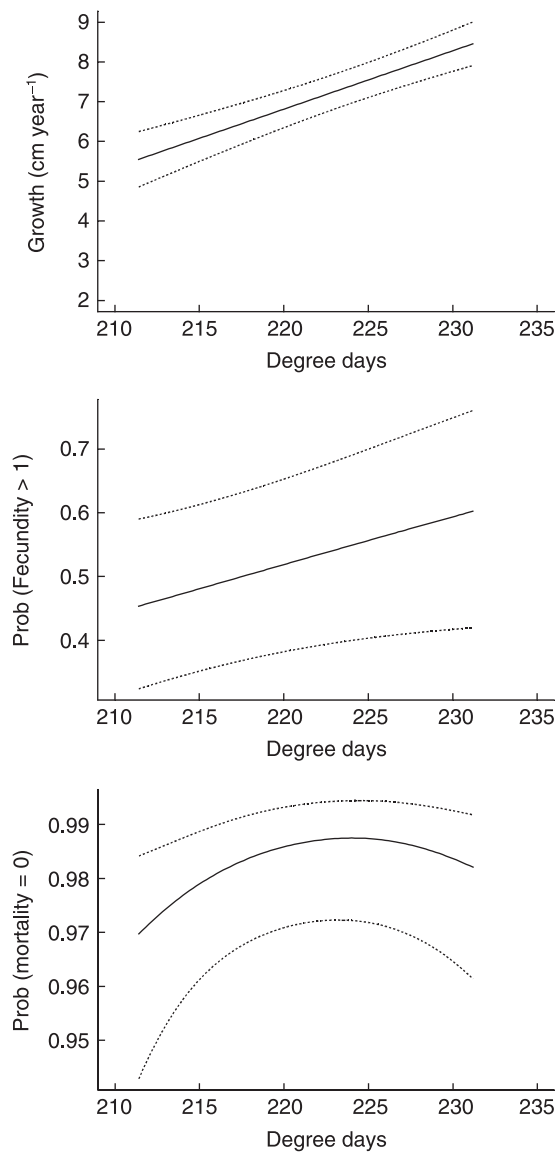 Growth (cm year⁻¹)
9
8
7
6
5
4
3
2
210 215 220 225 230 235
Degree days
Prob (Fecundity > 1)
0.7
0.6
0.5
0.4
210 215 220 225 230 235
Degree days
Prob (mortality = 0)
0.99
0.98
0.97
0.96
0.95
210 215 220 225 230 235
Degree days